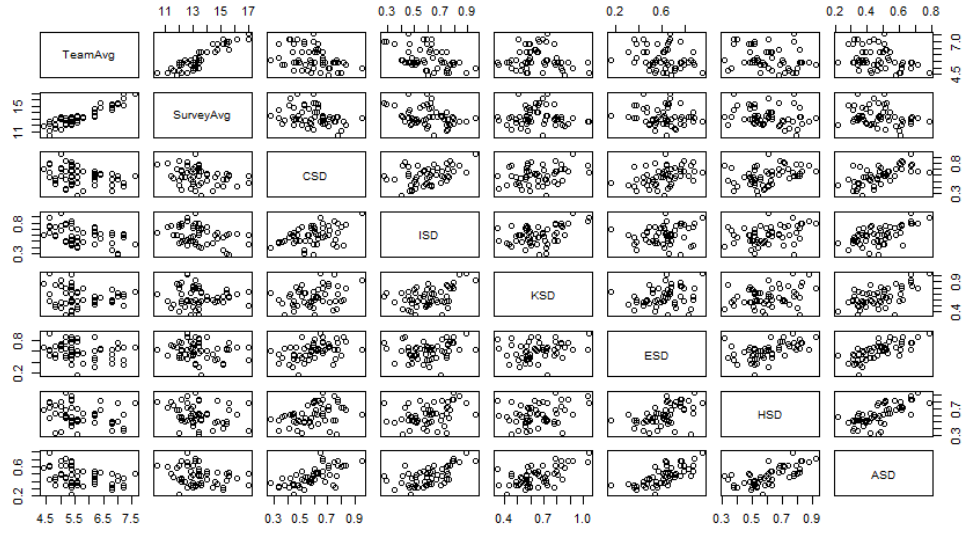 11 13 15 17 0.3 0.5 0.7 0.9 0.2 0.6 0.2 0.4 0.6 0.8
TeamAvg 4.5 7.0
11 15 SurveyAvg
CSD 0.3 0.9
0.3 0.8 ISD
KSD 0.4 0.9
0.2 0.8 ESD
HSD 0.3 0.7
0.2 0.6 ASD
4.5 5.5 6.5 7.5 0.3 0.5 0.7 0.9 0.4 0.7 1.0 0.3 0.5 0.7 0.9